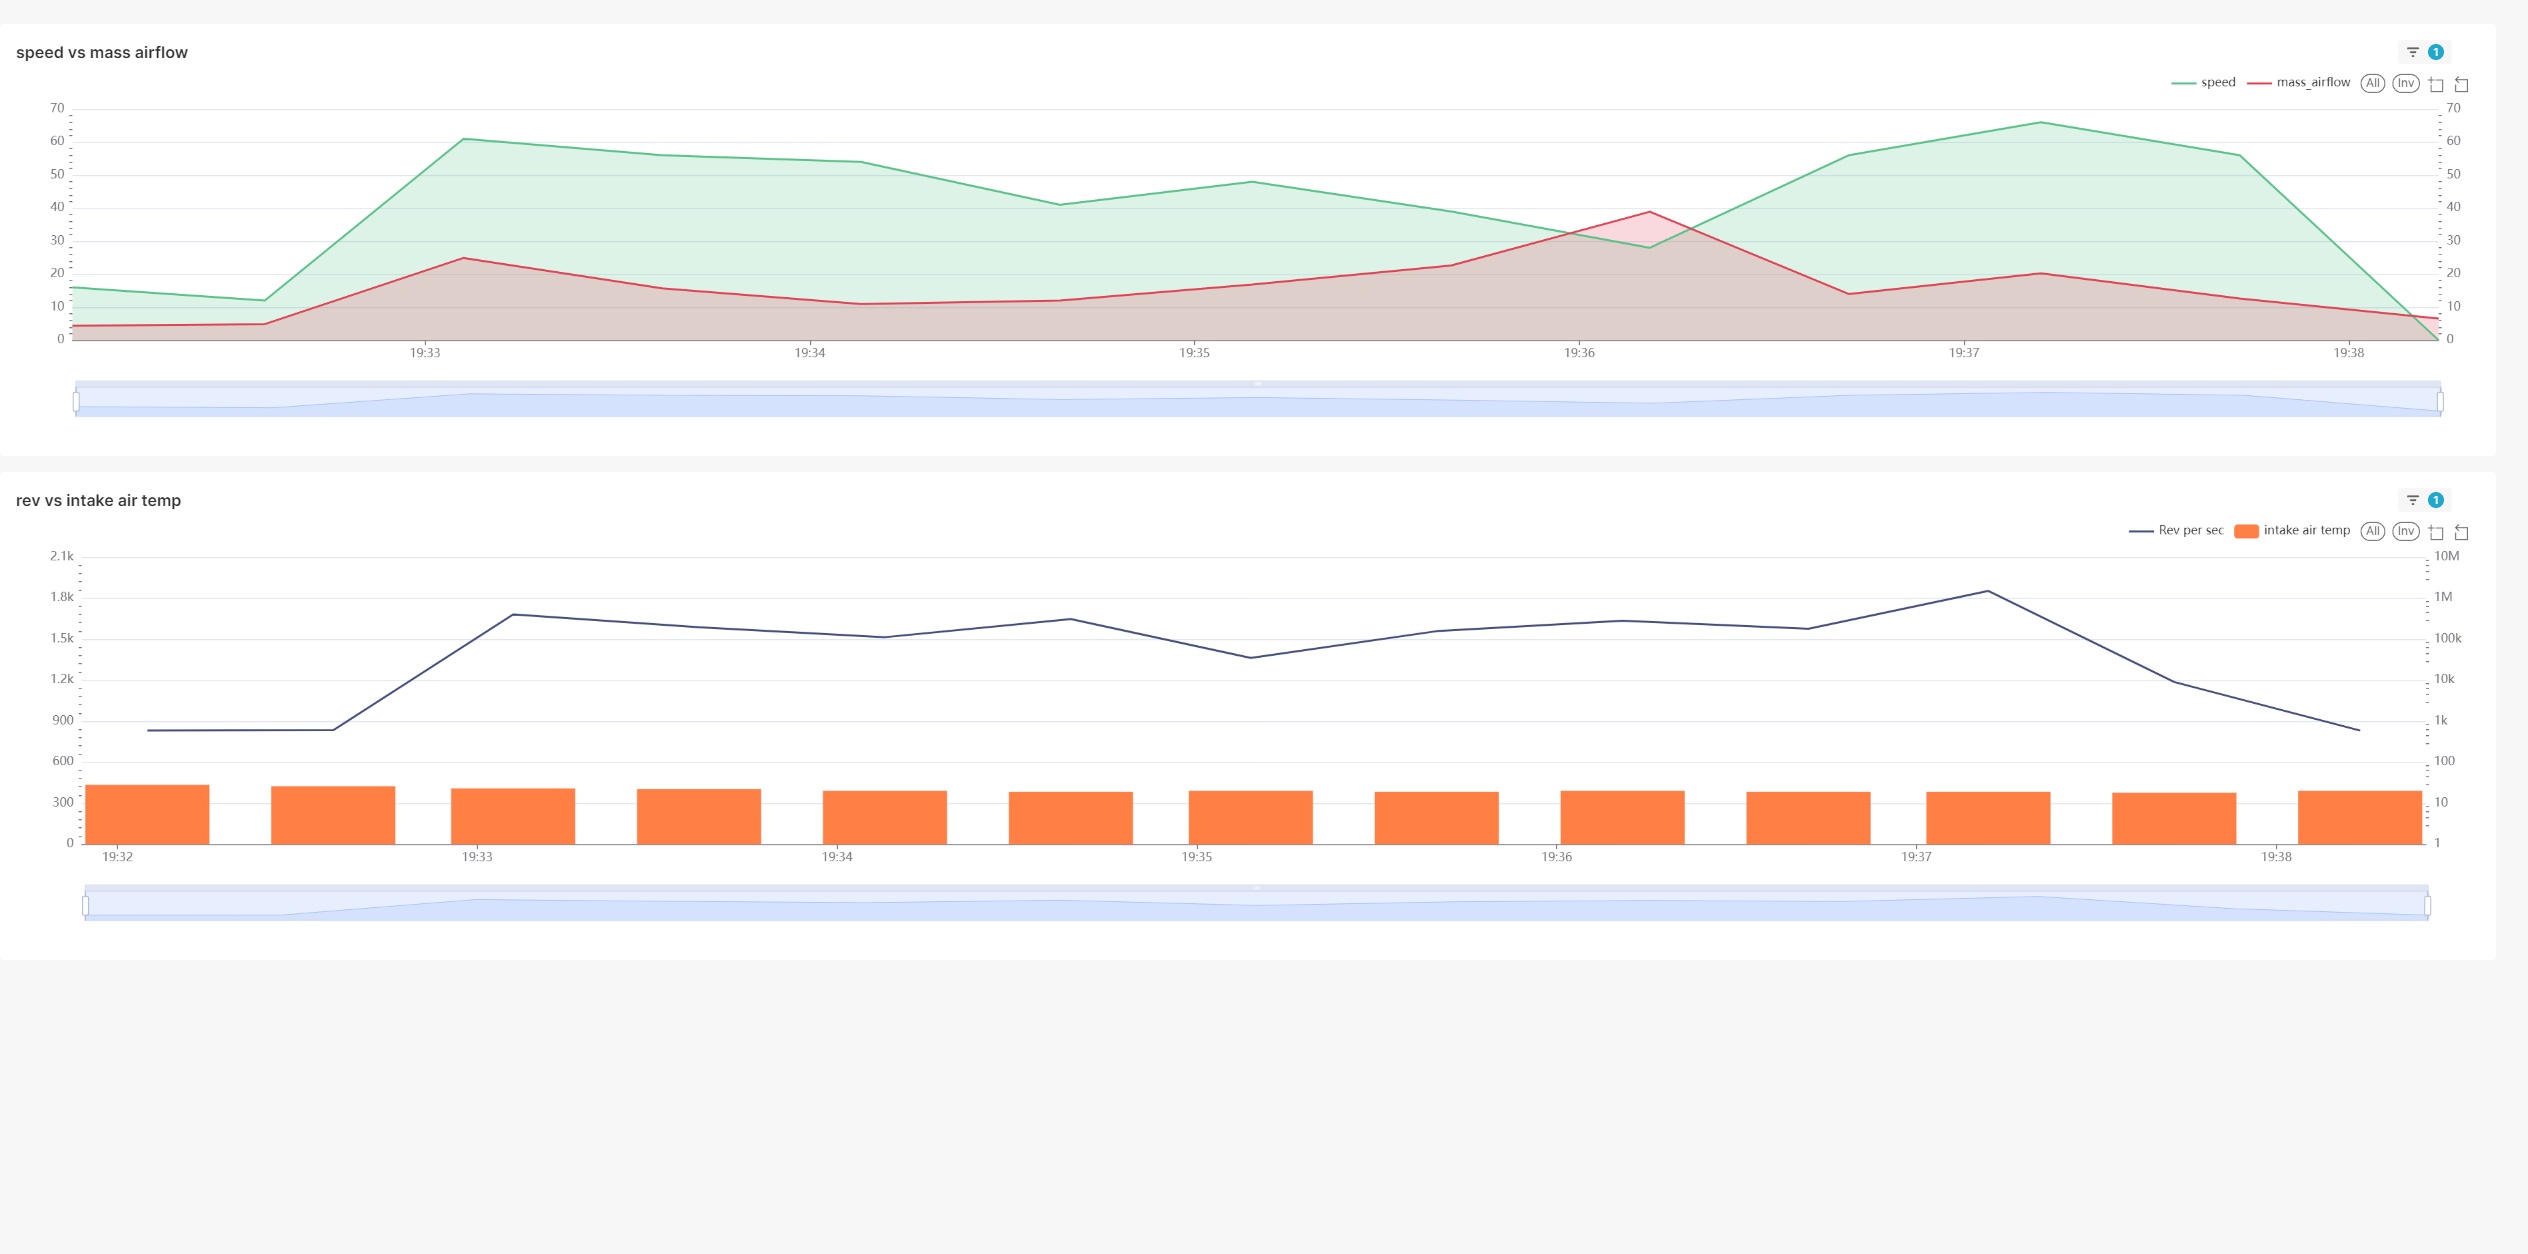 speed vs mass airflow
1
speed mass_airflow All Inv
70 70
60 60
50 50
40 40
30 30
20 20
10 10
0 0
19:33 19:34 19:35 19:36 19:37 19:38
rev vs intake air temp
1
Rev per sec intake air temp All Inv
2.1k 10M
1.8k 1M
1.5k 100k
1.2k 10k
900 1k
600 100
300 10
0 1
19:32 19:33 19:34 19:35 19:36 19:37 19:38